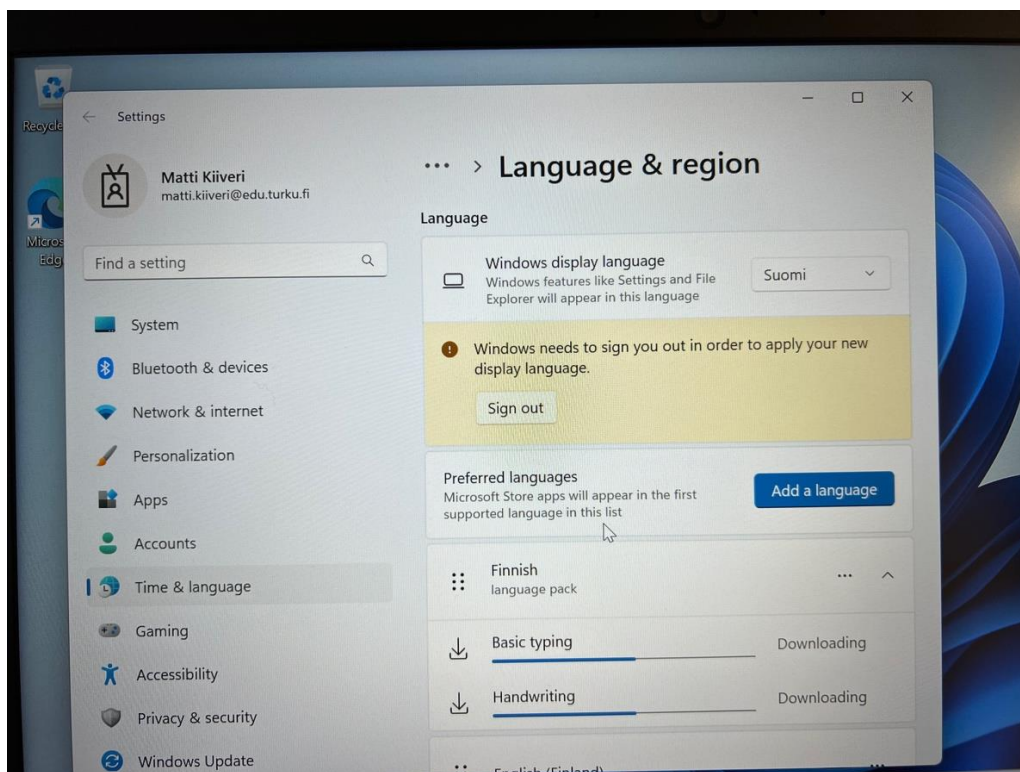 Recycle
Micros
Edg
Settings
Matti Kiiveri
matti.kiiveri@edu.turku.fi
Find a setting
System
Bluetooth & devices
Network & internet
Personalization
Apps
Accounts
Time & language
Gaming
Accessibility
Privacy & security
Windows Update
... > Language & region
Language
Windows display language
Windows features like Settings and File
Explorer will appear in this language
Suomi
Windows needs to sign you out in order to apply your new
display language.
Sign out
Preferred languages
Microsoft Store apps will appear in the first
supported language in this list
Add a language
Finnish
language pack
Basic typing
Downloading
Handwriting
Downloading
English (Finland)